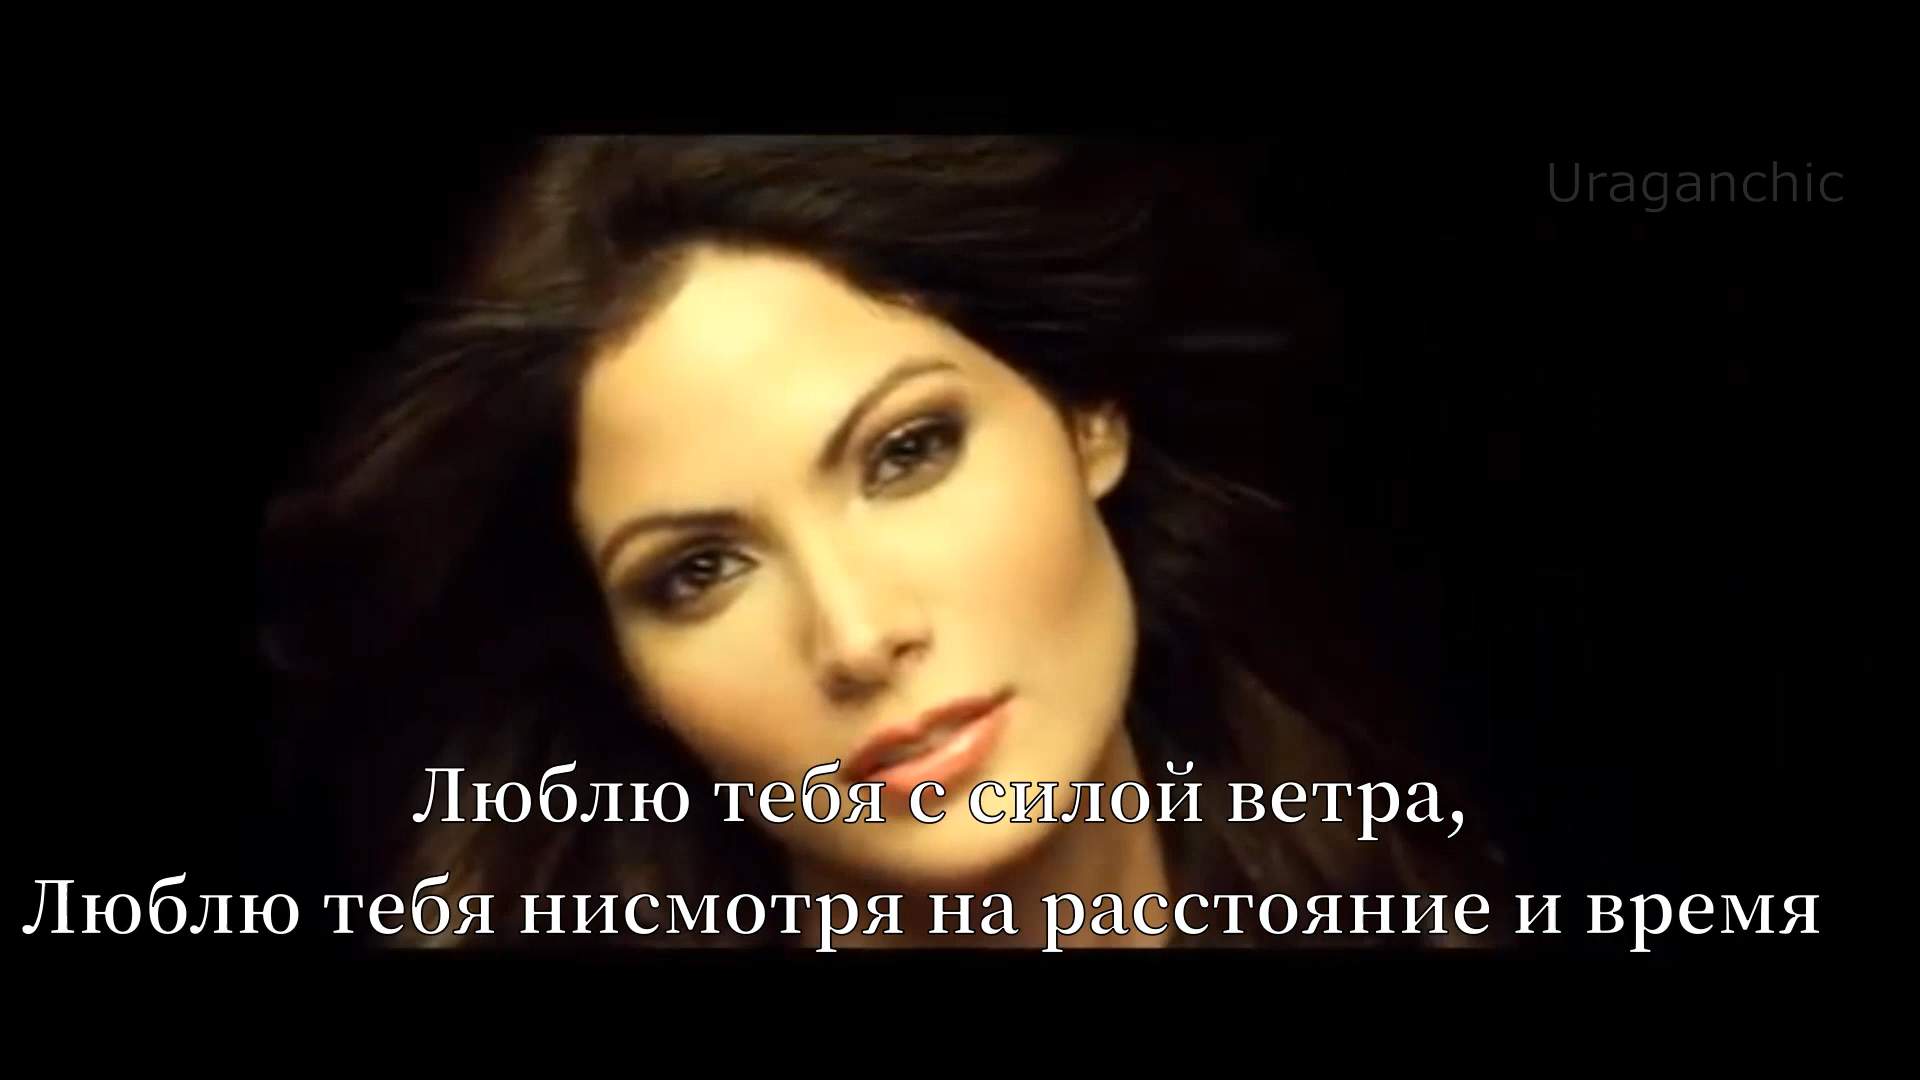 Uraganchic
Люблю тебя с силой ветра,
Люблю тебя нисмотря на расстояние и время